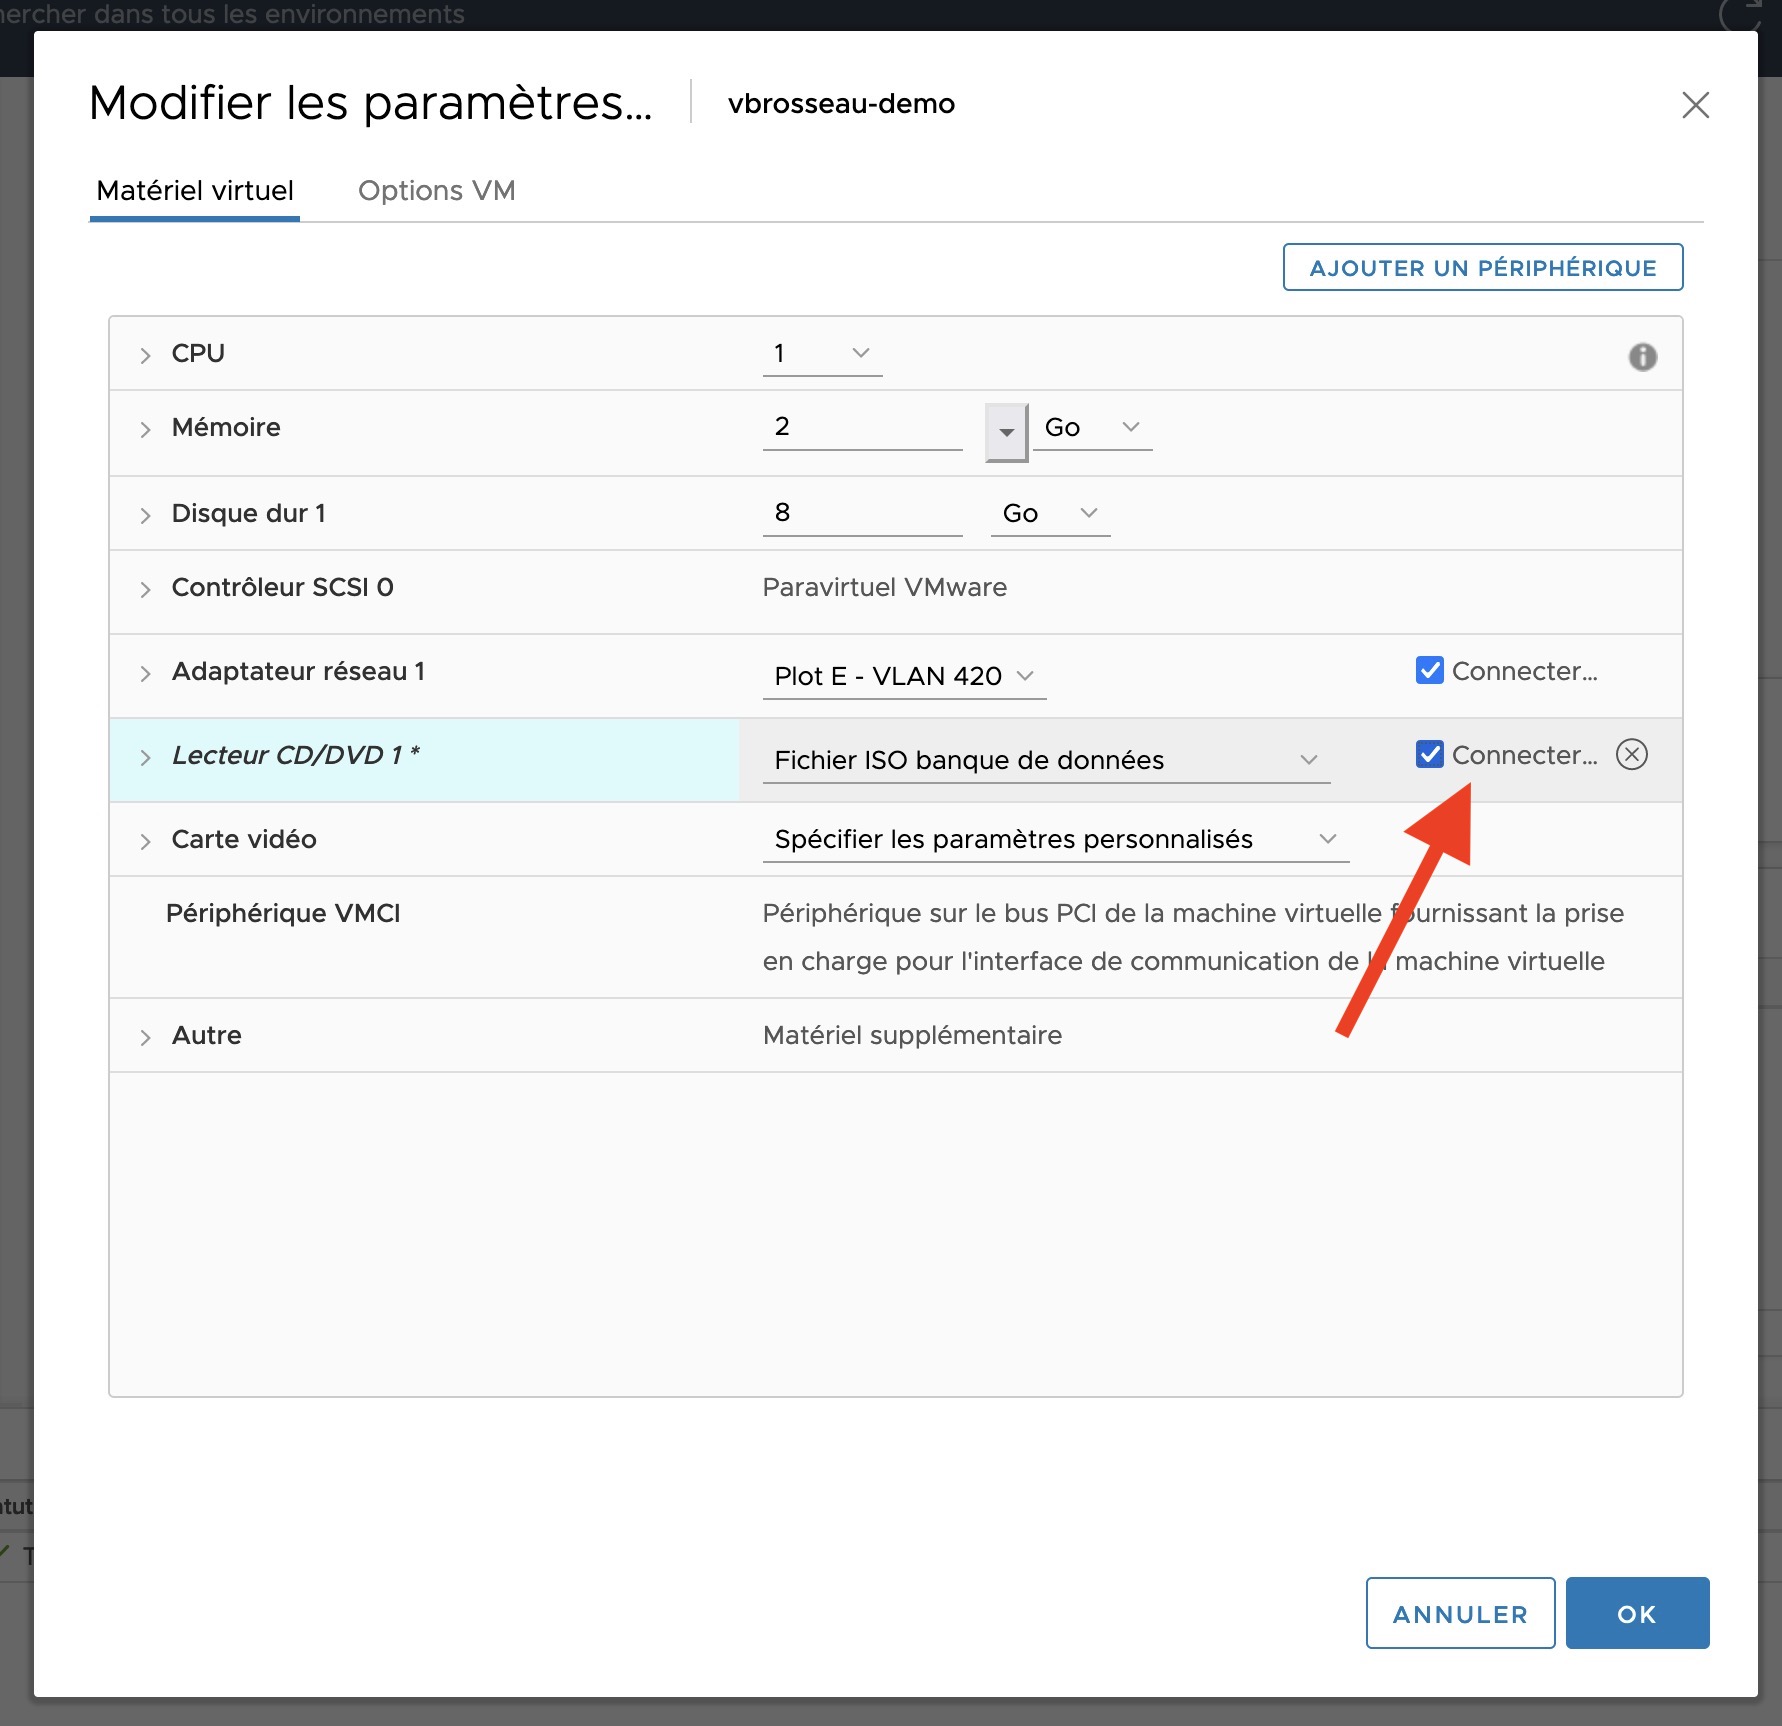 hercher dans tous les environnements
Modifier les paramètres... vbrosseau-demo
Matériel virtuel Options VM
AJOUTER UN PÉRIPHÉRIQUE
CPU 1
Mémoire 2 Go
Disque dur 1 8 Go
Contrôleur SCSI 0 Paravirtuel VMware
Adaptateur réseau 1 Plot E - VLAN 420 Connecter...
Lecteur CD/DVD 1 * Fichier ISO banque de données Connecter...
Carte vidéo Spécifier les paramètres personnalisés
Périphérique VMCI Périphérique sur le bus PCI de la machine virtuelle fournissant la prise
en charge pour l'interface de communication de la machine virtuelle
Autre Matériel supplémentaire
tut
T
ANNULER OK